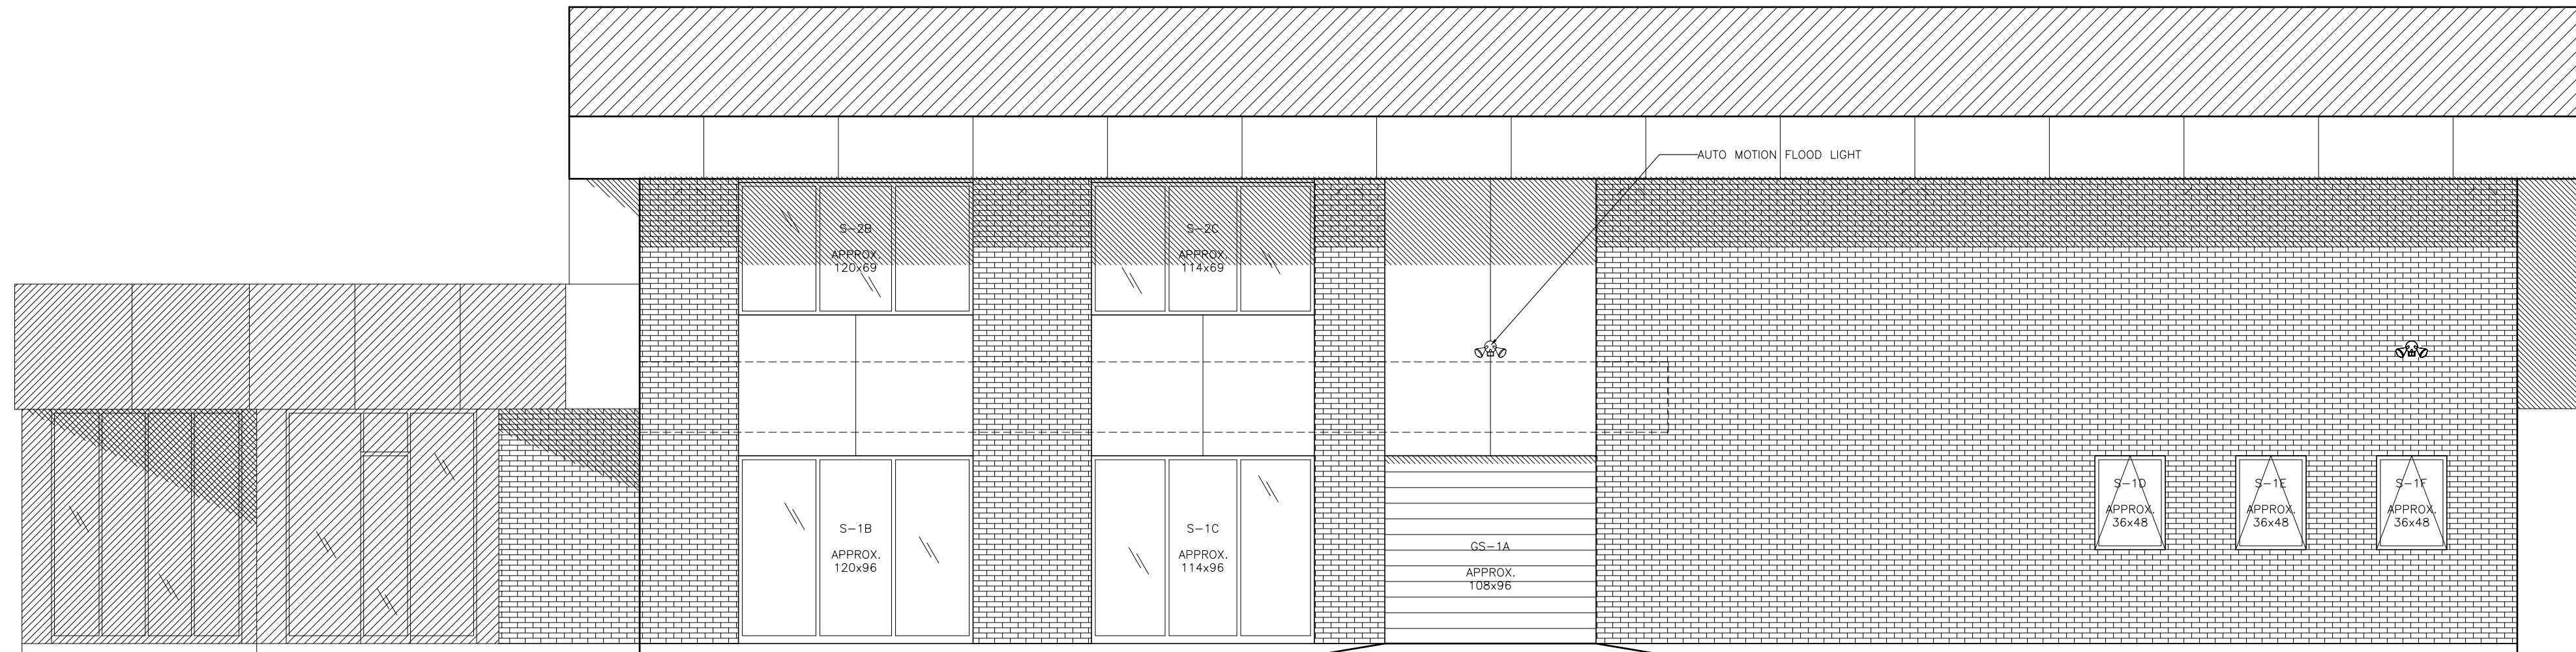 AUTO MOTION FLOOD LIGHT
S-2B
APPROX.
120x69
S-2C
APPROX.
114x69
S-1B
APPROX.
120x96
S-1C
APPROX.
114x96
GS-1A
APPROX.
108x96
S-1D
APPROX.
36x48
S-1E
APPROX.
36x48
S-1F
APPROX.
36x48